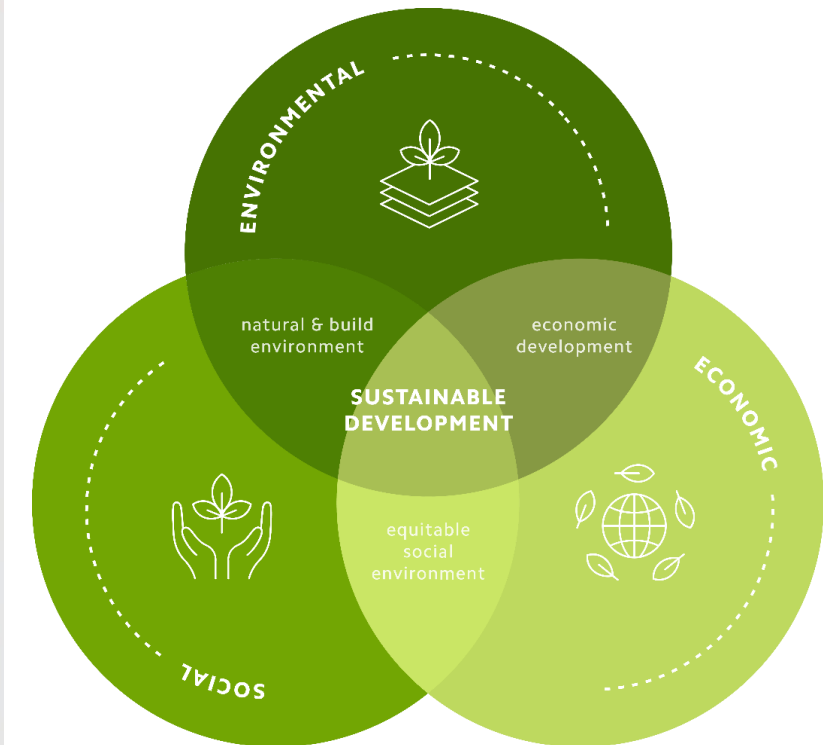 ENVIRONMENTAL
natural & build
environment
economic
development
ECONOMIC
SUSTAINABLE
DEVELOPMENT
equitable
social
environment
SOCIAL